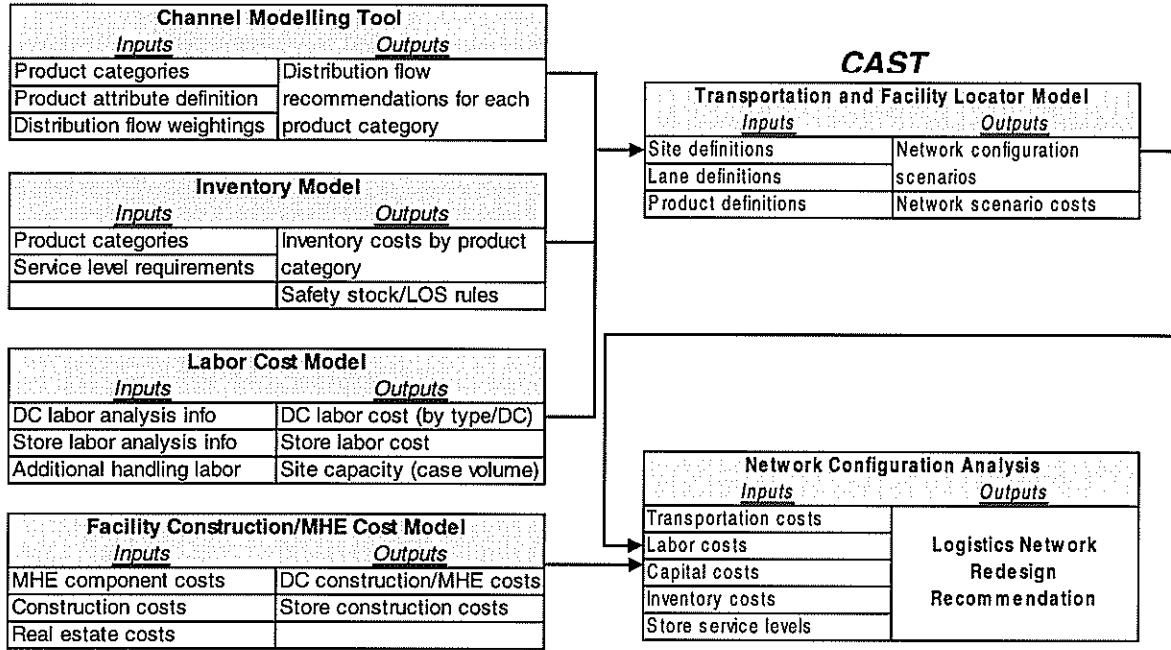 Channel Modelling Tool
Inputs Outputs
Product categories
Product attribute definition
Distribution flow weightings
Distribution flow
recommendations for each
product category
Inventory Model
Inputs Outputs
Product categories
Service level requirements
Inventory costs by product
category
Safety stock/LOS rules
Labor Cost Model
Inputs Outputs
DC labor analysis info
Store labor analysis info
Additional handling labor
DC labor cost (by type/DC)
Store labor cost
Site capacity (case volume)
Facility Construction/MHE Cost Model
Inputs Outputs
MHE component costs
Construction costs
Real estate costs
DC construction/MHE costs
Store construction costs
CAST
Transportation and Facility Locator Model
Inputs Outputs
Site definitions
Lane definitions
Product definitions
Network configuration
scenarios
Network scenario costs
Network Configuration Analysis
Inputs Outputs
Transportation costs
Labor costs
Capital costs
Inventory costs
Store service levels
Logistics Network
Redesign
Recommendation